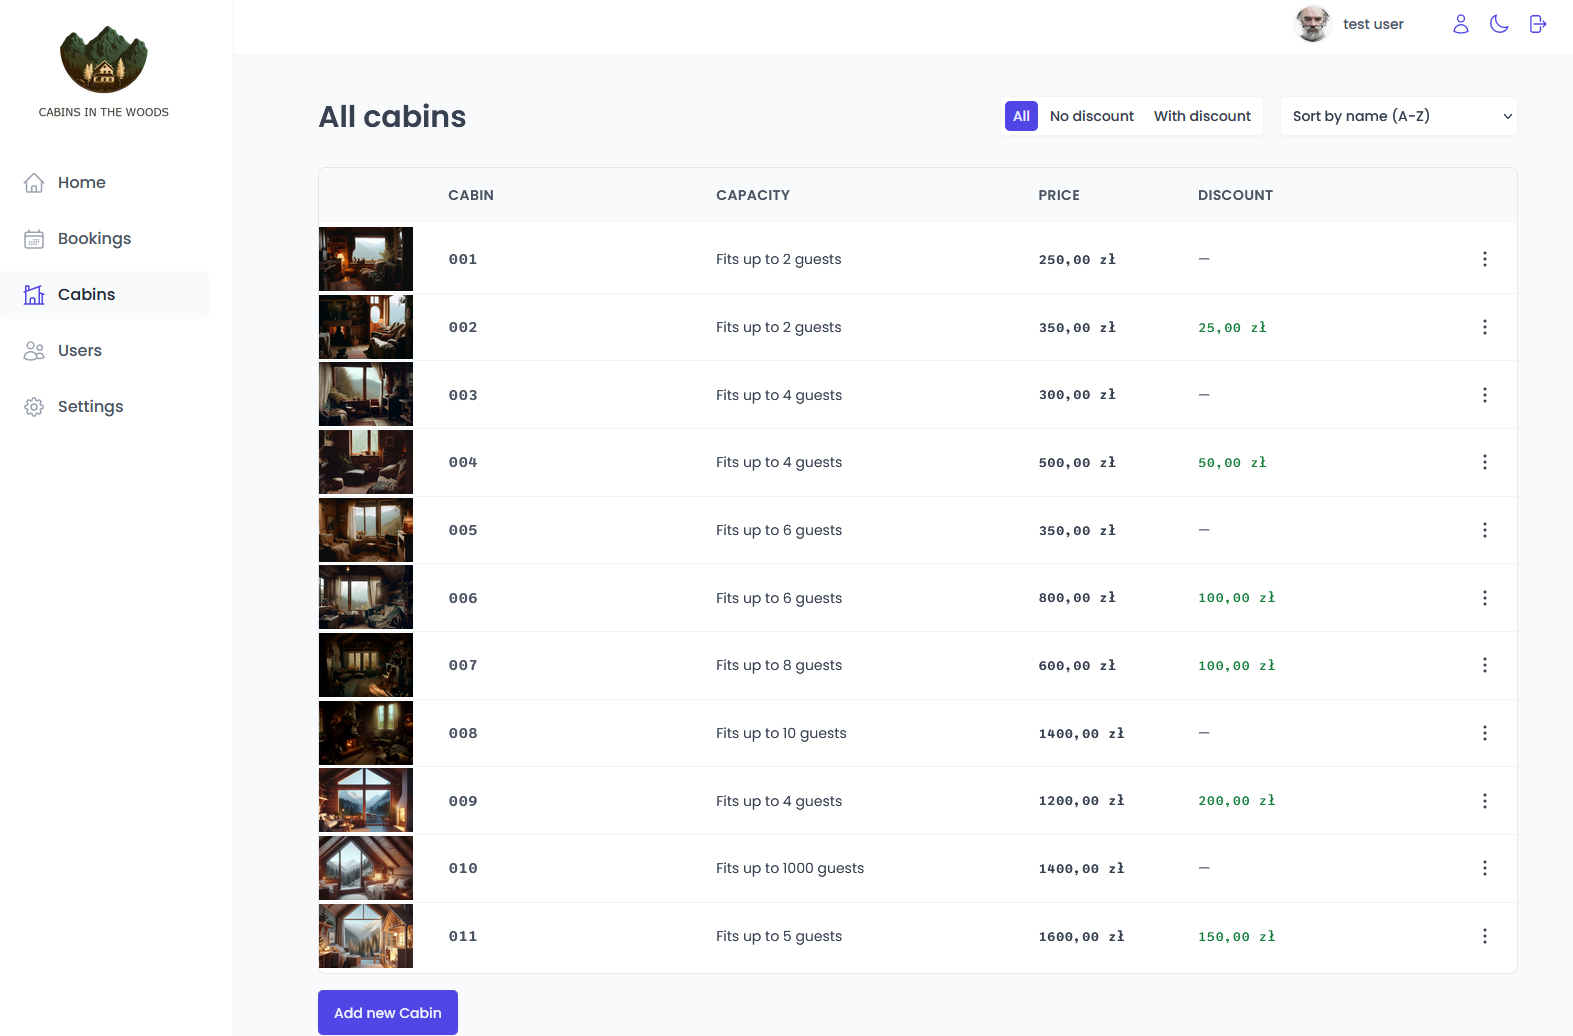 test user
CABINS IN THE WOODS
Home
Bookings
Cabins
Users
Settings
All cabins
All No discount With discount
Sort by name (A-Z)
CABIN CAPACITY PRICE DISCOUNT
001 Fits up to 2 guests 250,00 zł —
002 Fits up to 2 guests 350,00 zł 25,00 zł
003 Fits up to 4 guests 300,00 zł —
004 Fits up to 4 guests 500,00 zł 50,00 zł
005 Fits up to 6 guests 350,00 zł —
006 Fits up to 6 guests 800,00 zł 100,00 zł
007 Fits up to 8 guests 600,00 zł 100,00 zł
008 Fits up to 10 guests 1400,00 zł —
009 Fits up to 4 guests 1200,00 zł 200,00 zł
010 Fits up to 1000 guests 1400,00 zł —
011 Fits up to 5 guests 1600,00 zł 150,00 zł
Add new Cabin